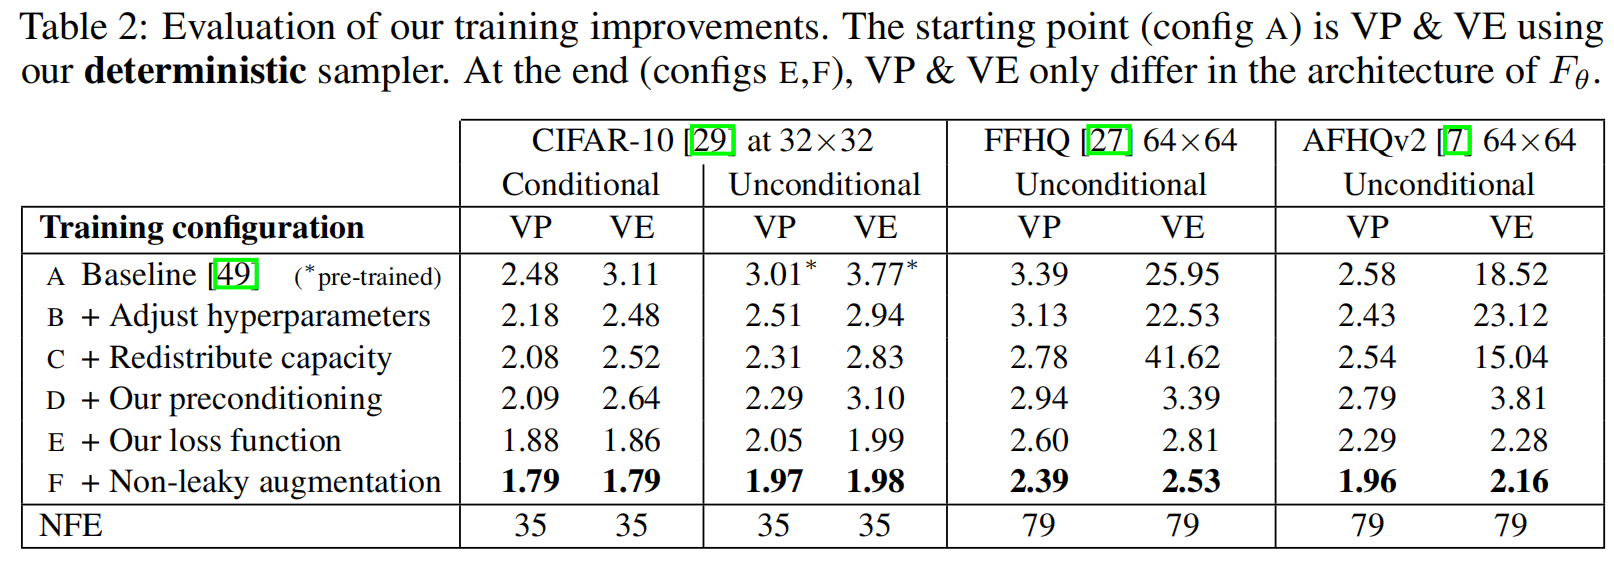 Table 2: Evaluation of our training improvements. The starting point (config A) is VP & VE using
our deterministic sampler. At the end (configs E,F), VP & VE only differ in the architecture of Fθ.
CIFAR-10 [29] at 32×32 FFHQ [27] 64×64 AFHQv2 [7] 64×64
Conditional Unconditional Unconditional Unconditional
Training configuration VP VE VP VE VP VE VP VE
A Baseline [49] (*pre-trained) 2.48 3.11 3.01* 3.77* 3.39 25.95 2.58 18.52
B + Adjust hyperparameters 2.18 2.48 2.51 2.94 3.13 22.53 2.43 23.12
C + Redistribute capacity 2.08 2.52 2.31 2.83 2.78 41.62 2.54 15.04
D + Our preconditioning 2.09 2.64 2.29 3.10 2.94 3.39 2.79 3.81
E + Our loss function 1.88 1.86 2.05 1.99 2.60 2.81 2.29 2.28
F + Non-leaky augmentation 1.79 1.79 1.97 1.98 2.39 2.53 1.96 2.16
NFE 35 35 35 35 79 79 79 79